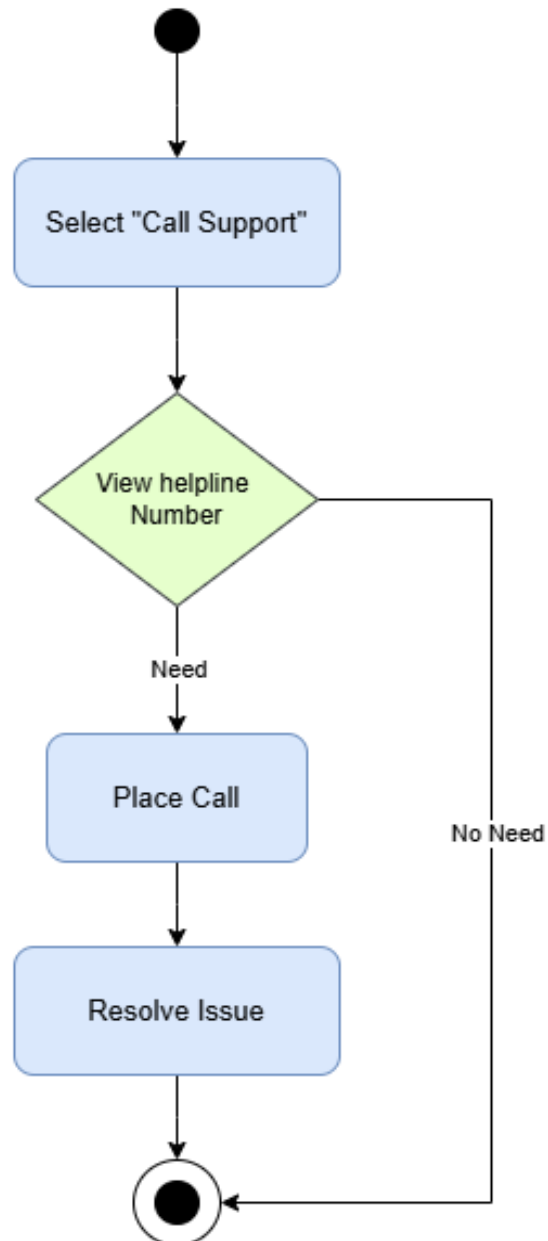 Select "Call Support"
View helpline
Number
Need
Place Call
No Need
Resolve Issue